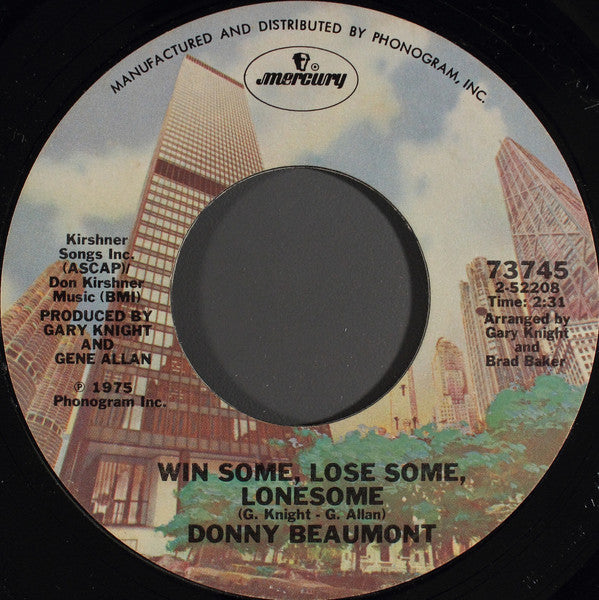 MANUFACTURED AND DISTRIBUTED BY PHONOGRAM, INC.
mercury
Kirshner
Songs Inc.
(ASCAP)/
Don Kirshner
Music (BMI)
PRODUCED BY
GARY KNIGHT
AND
GENE ALLAN
℗ 1975
Phonogram Inc.
73745
2-52208
Time: 2:31
Arranged by
Gary Knight
and
Brad Baker
WIN SOME, LOSE SOME,
LONESOME
(G. Knight - G. Allan)
DONNY BEAUMONT